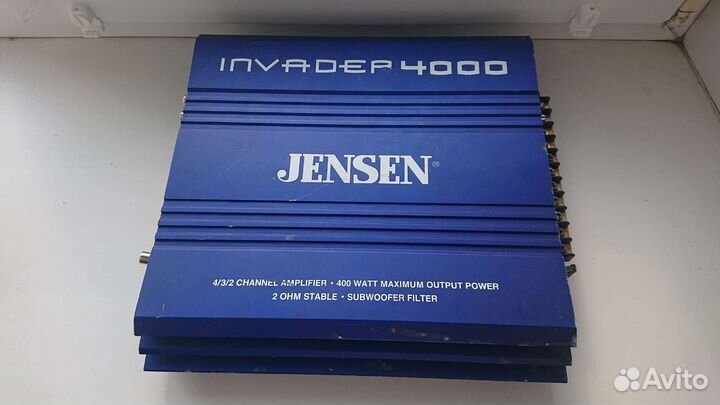 INVADER 4000
JENSEN®
4/3/2 CHANNEL AMPLIFIER • 400 WATT MAXIMUM OUTPUT POWER
2 OHM STABLE • SUBWOOFER FILTER
Avito